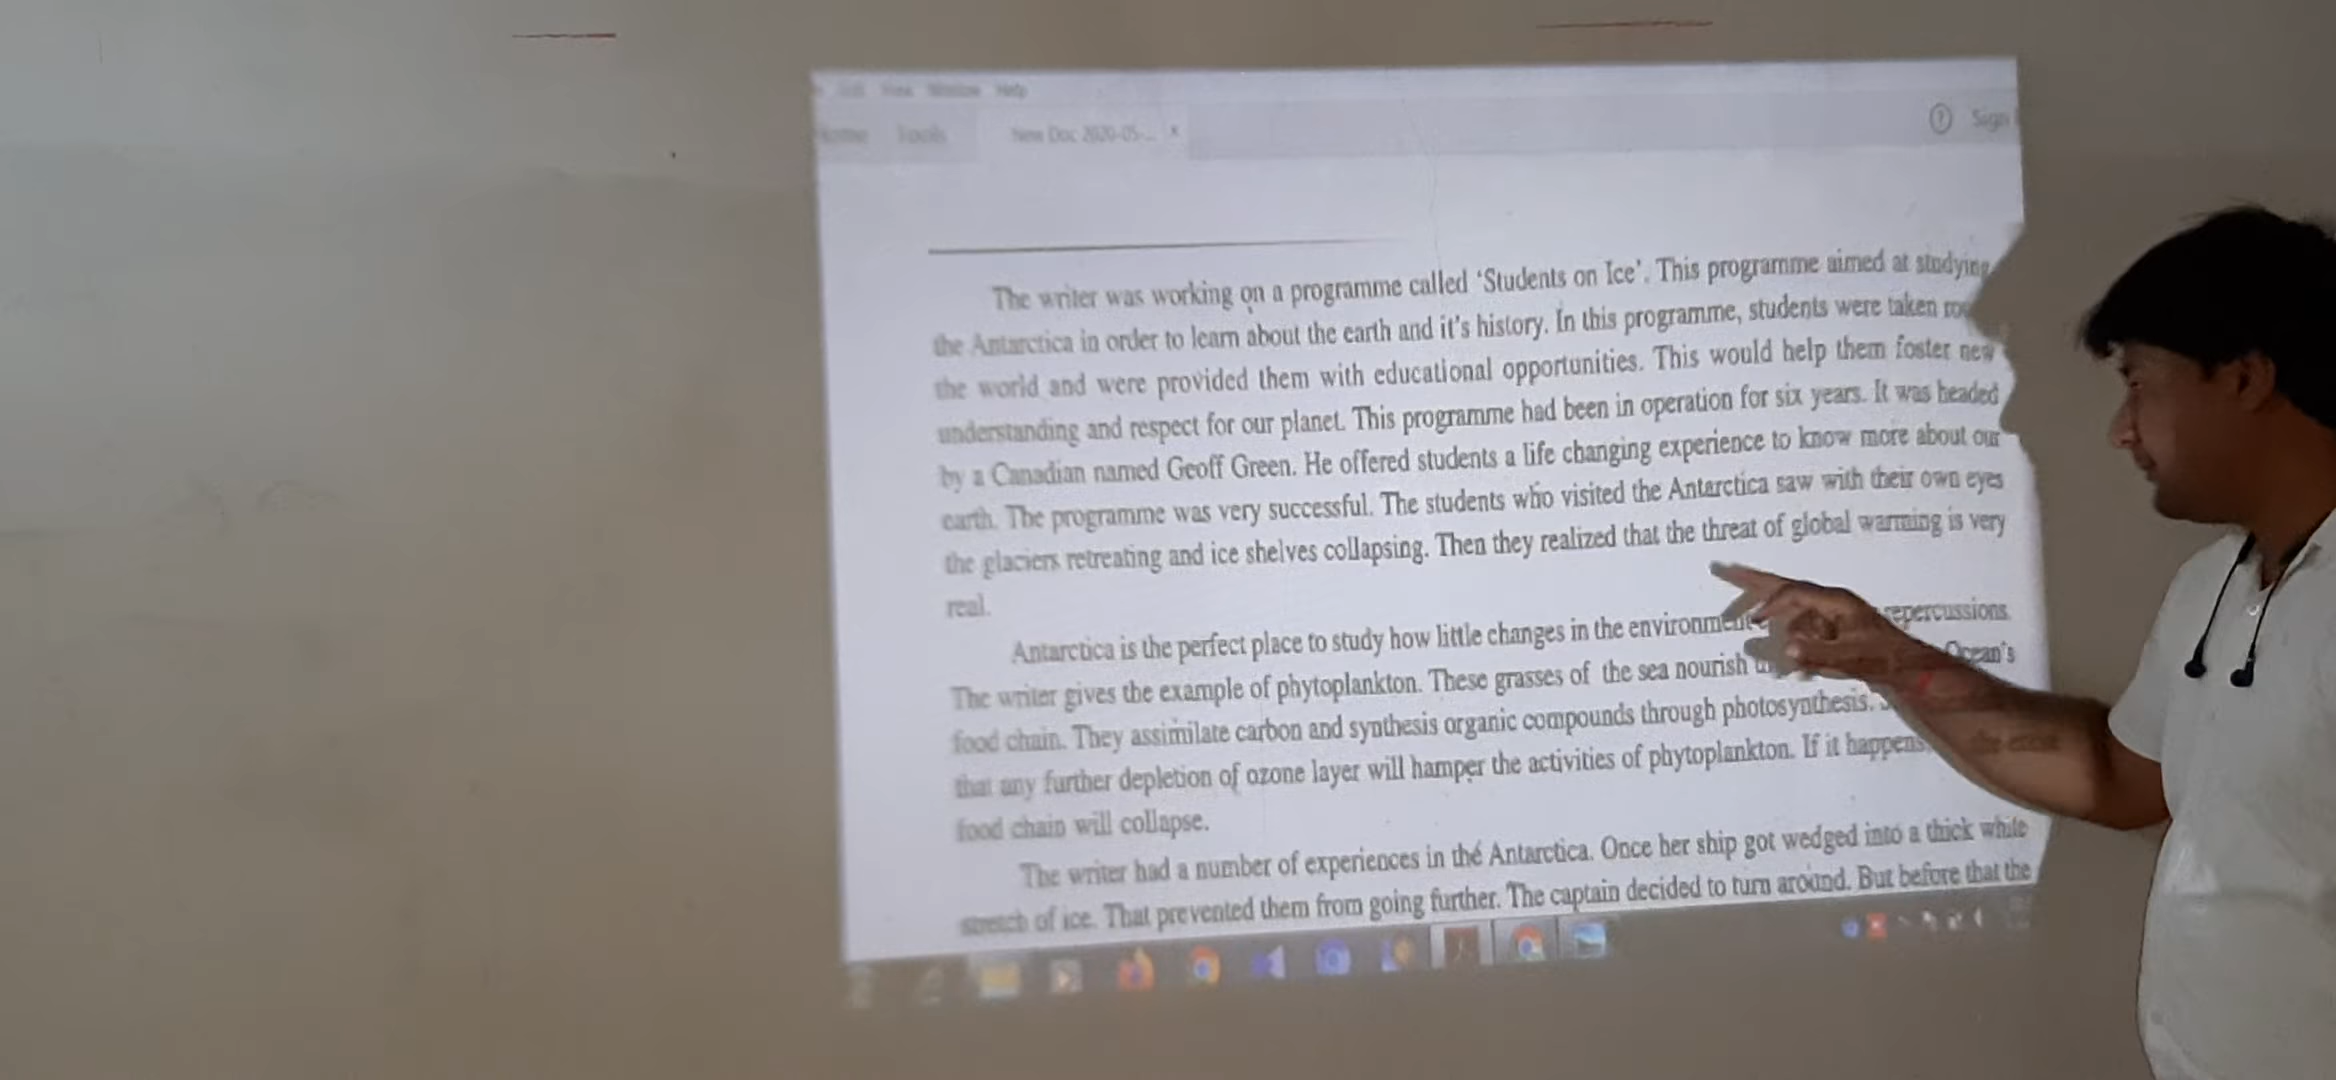 View Window Help
Home Tools New Doc 2020-05-... x ? Sign
The writer was working on a programme called ‘Students on Ice’. This programme aimed at studying
the Antarctica in order to learn about the earth and it's history. In this programme, students were taken
the world and were provided them with educational opportunities. This would help them foster new
understanding and respect for our planet. This programme had been in operation for six years. It was headed
by a Canadian named Geoff Green. He offered students a life changing experience to know more about our
earth. The programme was very successful. The students who visited the Antarctica saw with their own eyes
the glaciers retreating and ice shelves collapsing. Then they realized that the threat of global warming is very
real.
Antarctica is the perfect place to study how little changes in the environment repercussions.
The writer gives the example of phytoplankton. These grasses of the sea nourish Ocean's
food chain. They assimilate carbon and synthesis organic compounds through photosynthesis.
that any further depletion of ozone layer will hamper the activities of phytoplankton. If it happens,
food chain will collapse.
The writer had a number of experiences in the Antarctica. Once her ship got wedged into a thick white
stretch of ice. That prevented them from going further. The captain decided to turn around. But before that the